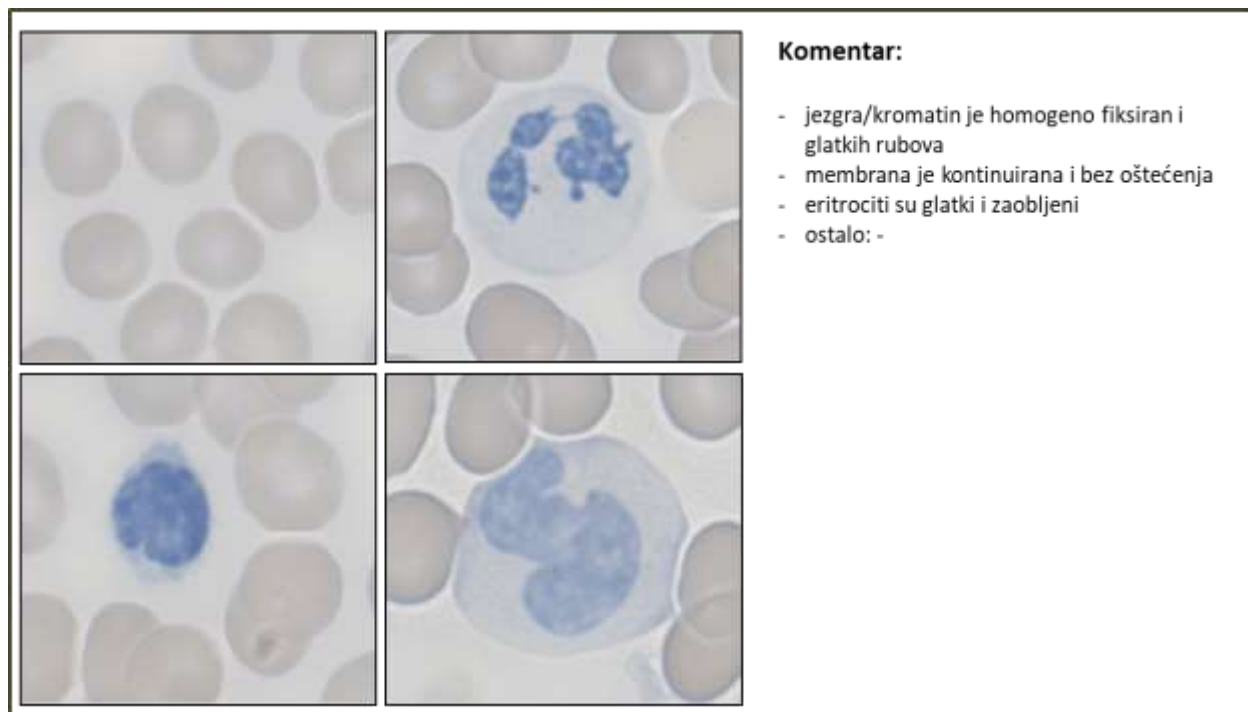 Komentar:
- jezgra/kromatin je homogeno fiksiran i
glatkih rubova
- membrana je kontinuirana i bez oštećenja
- eritrociti su glatki i zaobljeni
- ostalo: -